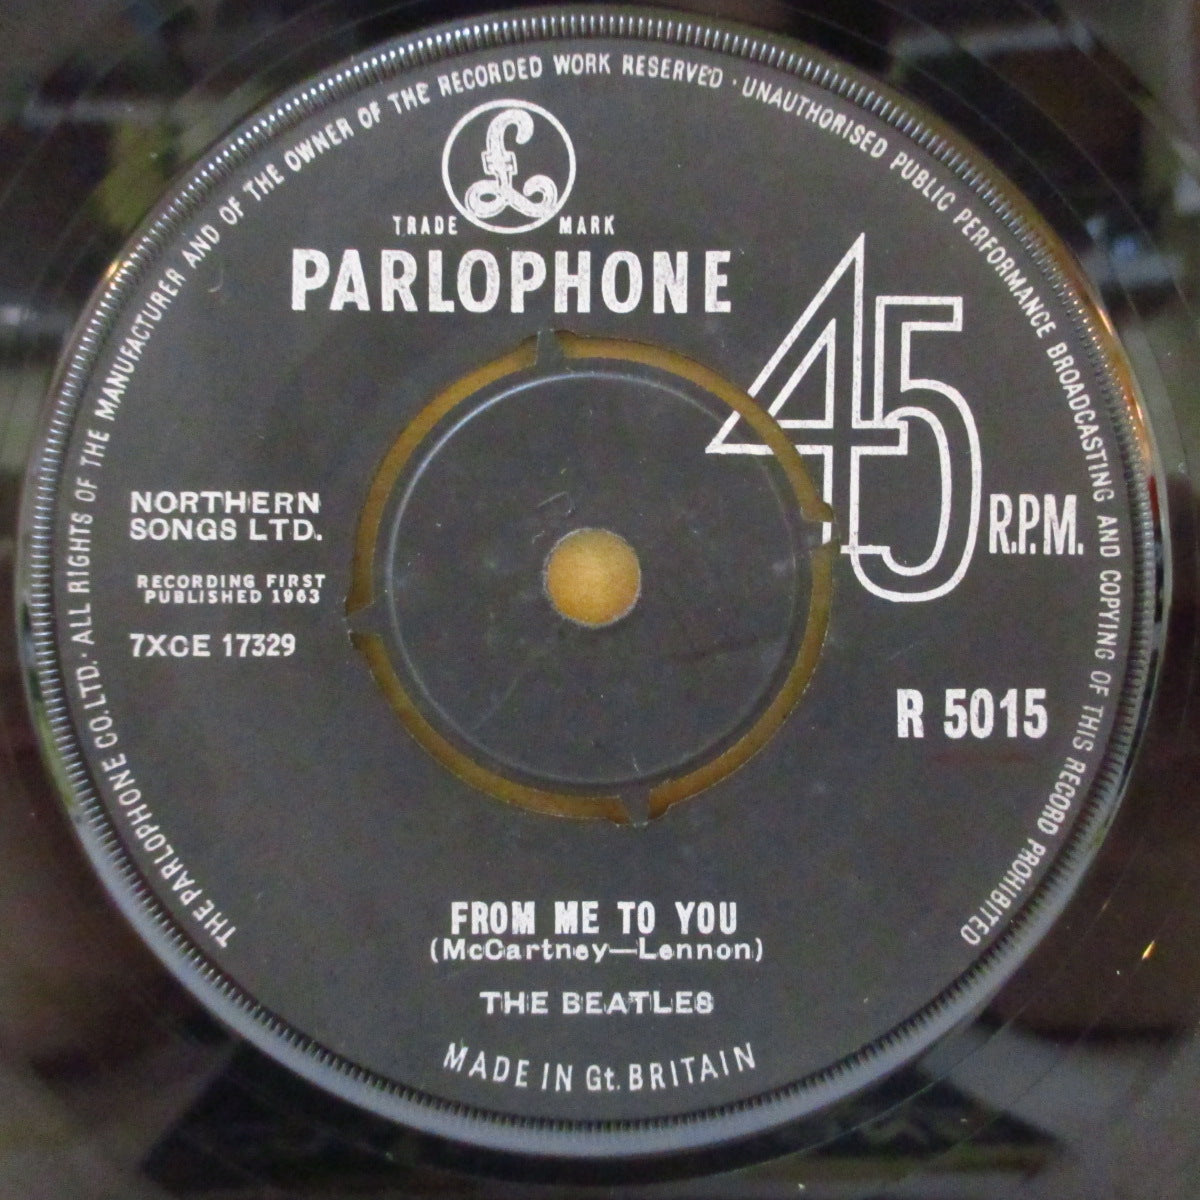 THE PARLOPHONE CO. LTD. · ALL RIGHTS OF THE MANUFACTURER AND OF THE OWNER OF THE RECORDED WORK RESERVED · UNAUTHORISED PUBLIC PERFORMANCE BROADCASTING AND COPYING OF THIS RECORD PROHIBITED
£
TRADE MARK
PARLOPHONE
45 R.P.M.
NORTHERN
SONGS LTD.
RECORDING FIRST
PUBLISHED 1963
7XCE 17329
R 5015
FROM ME TO YOU
(McCartney—Lennon)
THE BEATLES
MADE IN Gt. BRITAIN